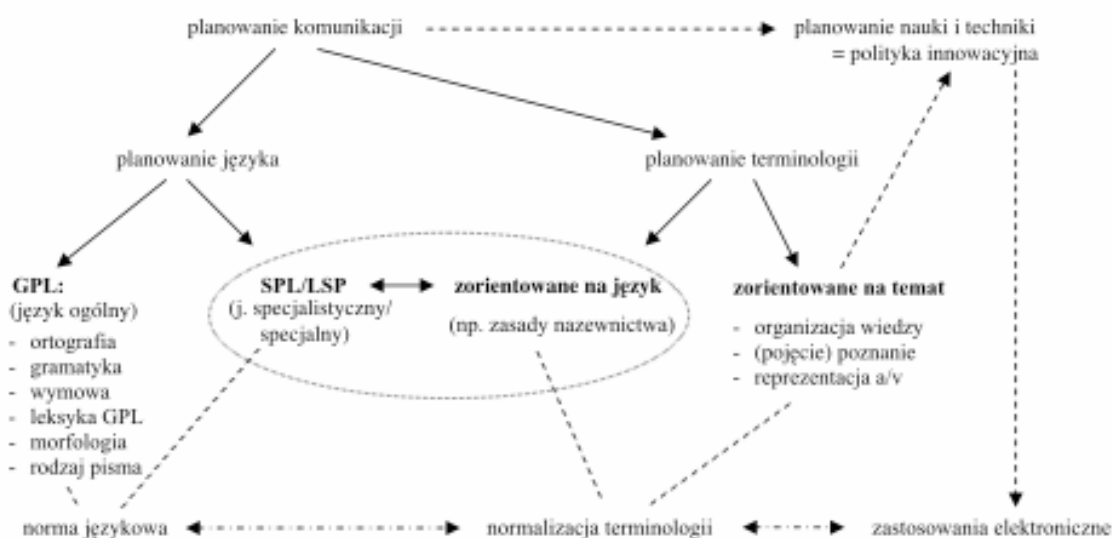 planowanie komunikacji
planowanie nauki i techniki
= polityka innowacyjna
planowanie języka
planowanie terminologii
GPL:
(język ogólny)
- ortografia
- gramatyka
- wymowa
- leksyka GPL
- morfologia
- rodzaj pisma
SPL/LSP
(j. specjalistyczny/
specjalny)
zorientowane na język
(np. zasady nazewnictwa)
zorientowane na temat
- organizacja wiedzy
- (pojęcie) poznanie
- reprezentacja a/v
norma językowa
normalizacja terminologii
zastosowania elektroniczne